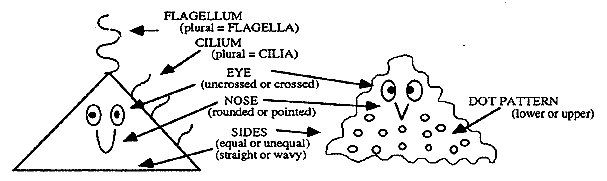 FLAGELLUM
(plural = FLAGELLA)
CILIUM
(plural = CILIA)
EYE
(uncrossed or crossed)
NOSE
(rounded or pointed)
DOT PATTERN
(lower or upper)
SIDES
(equal or unequal)
(straight or wavy)